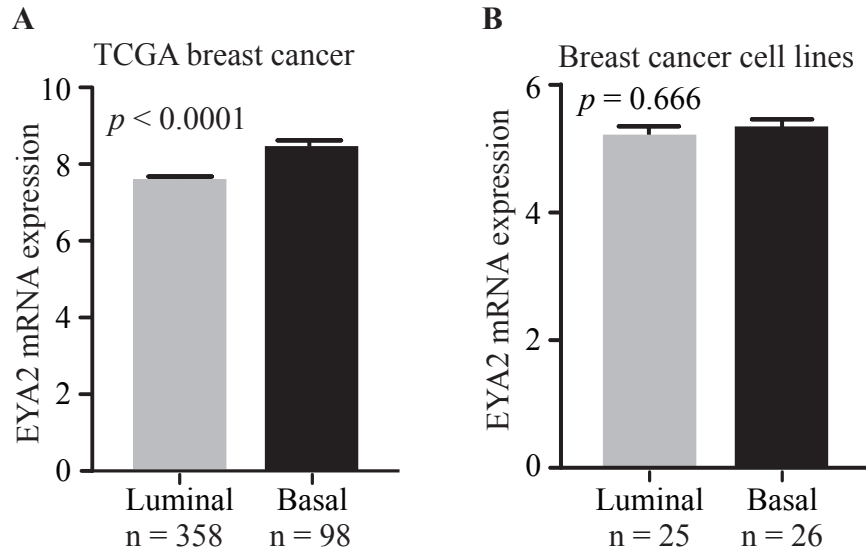 A
TCGA breast cancer
EYA2 mRNA expression
10
8
6
4
2
0
p < 0.0001
Luminal
Basal
n = 358
n = 98
B
Breast cancer cell lines
EYA2 mRNA expression
6
4
2
0
p = 0.666
Luminal
Basal
n = 25
n = 26